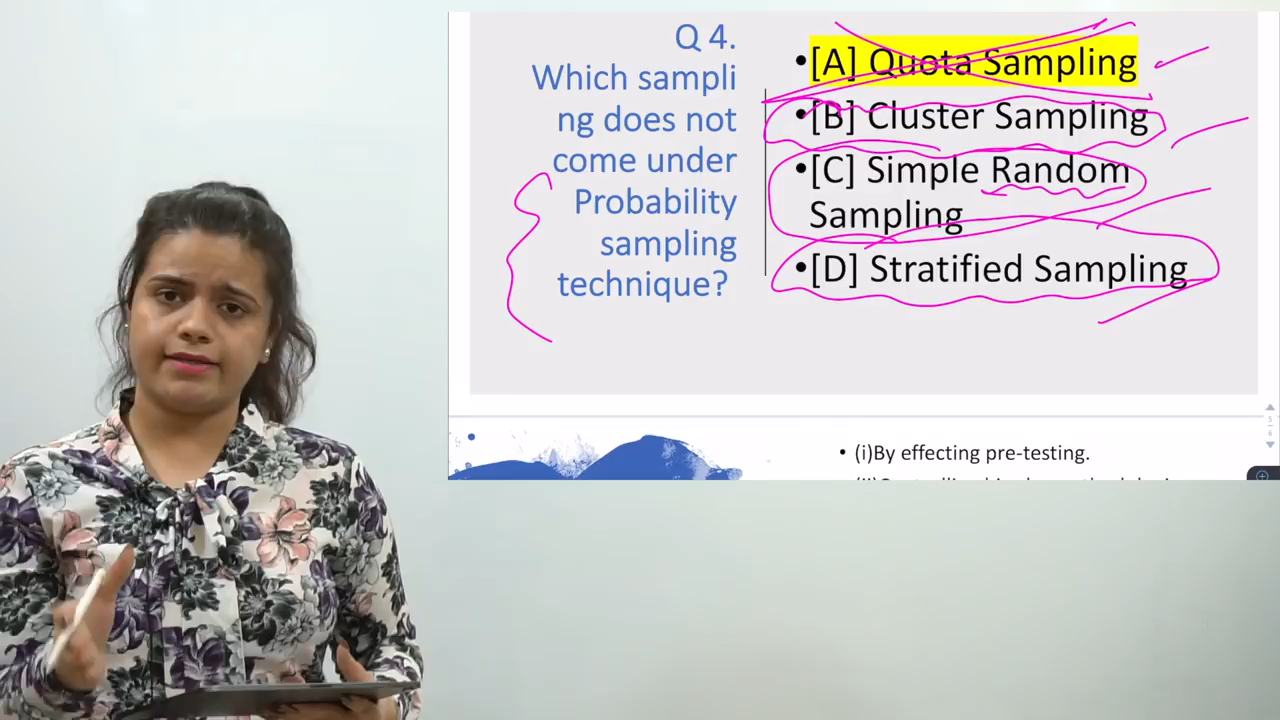 Q 4.
Which sampli
ng does not
come under
Probability
sampling
technique?
•[A] Quota Sampling
•[B] Cluster Sampling
•[C] Simple Random
Sampling
•[D] Stratified Sampling
• (i)By effecting pre-testing.